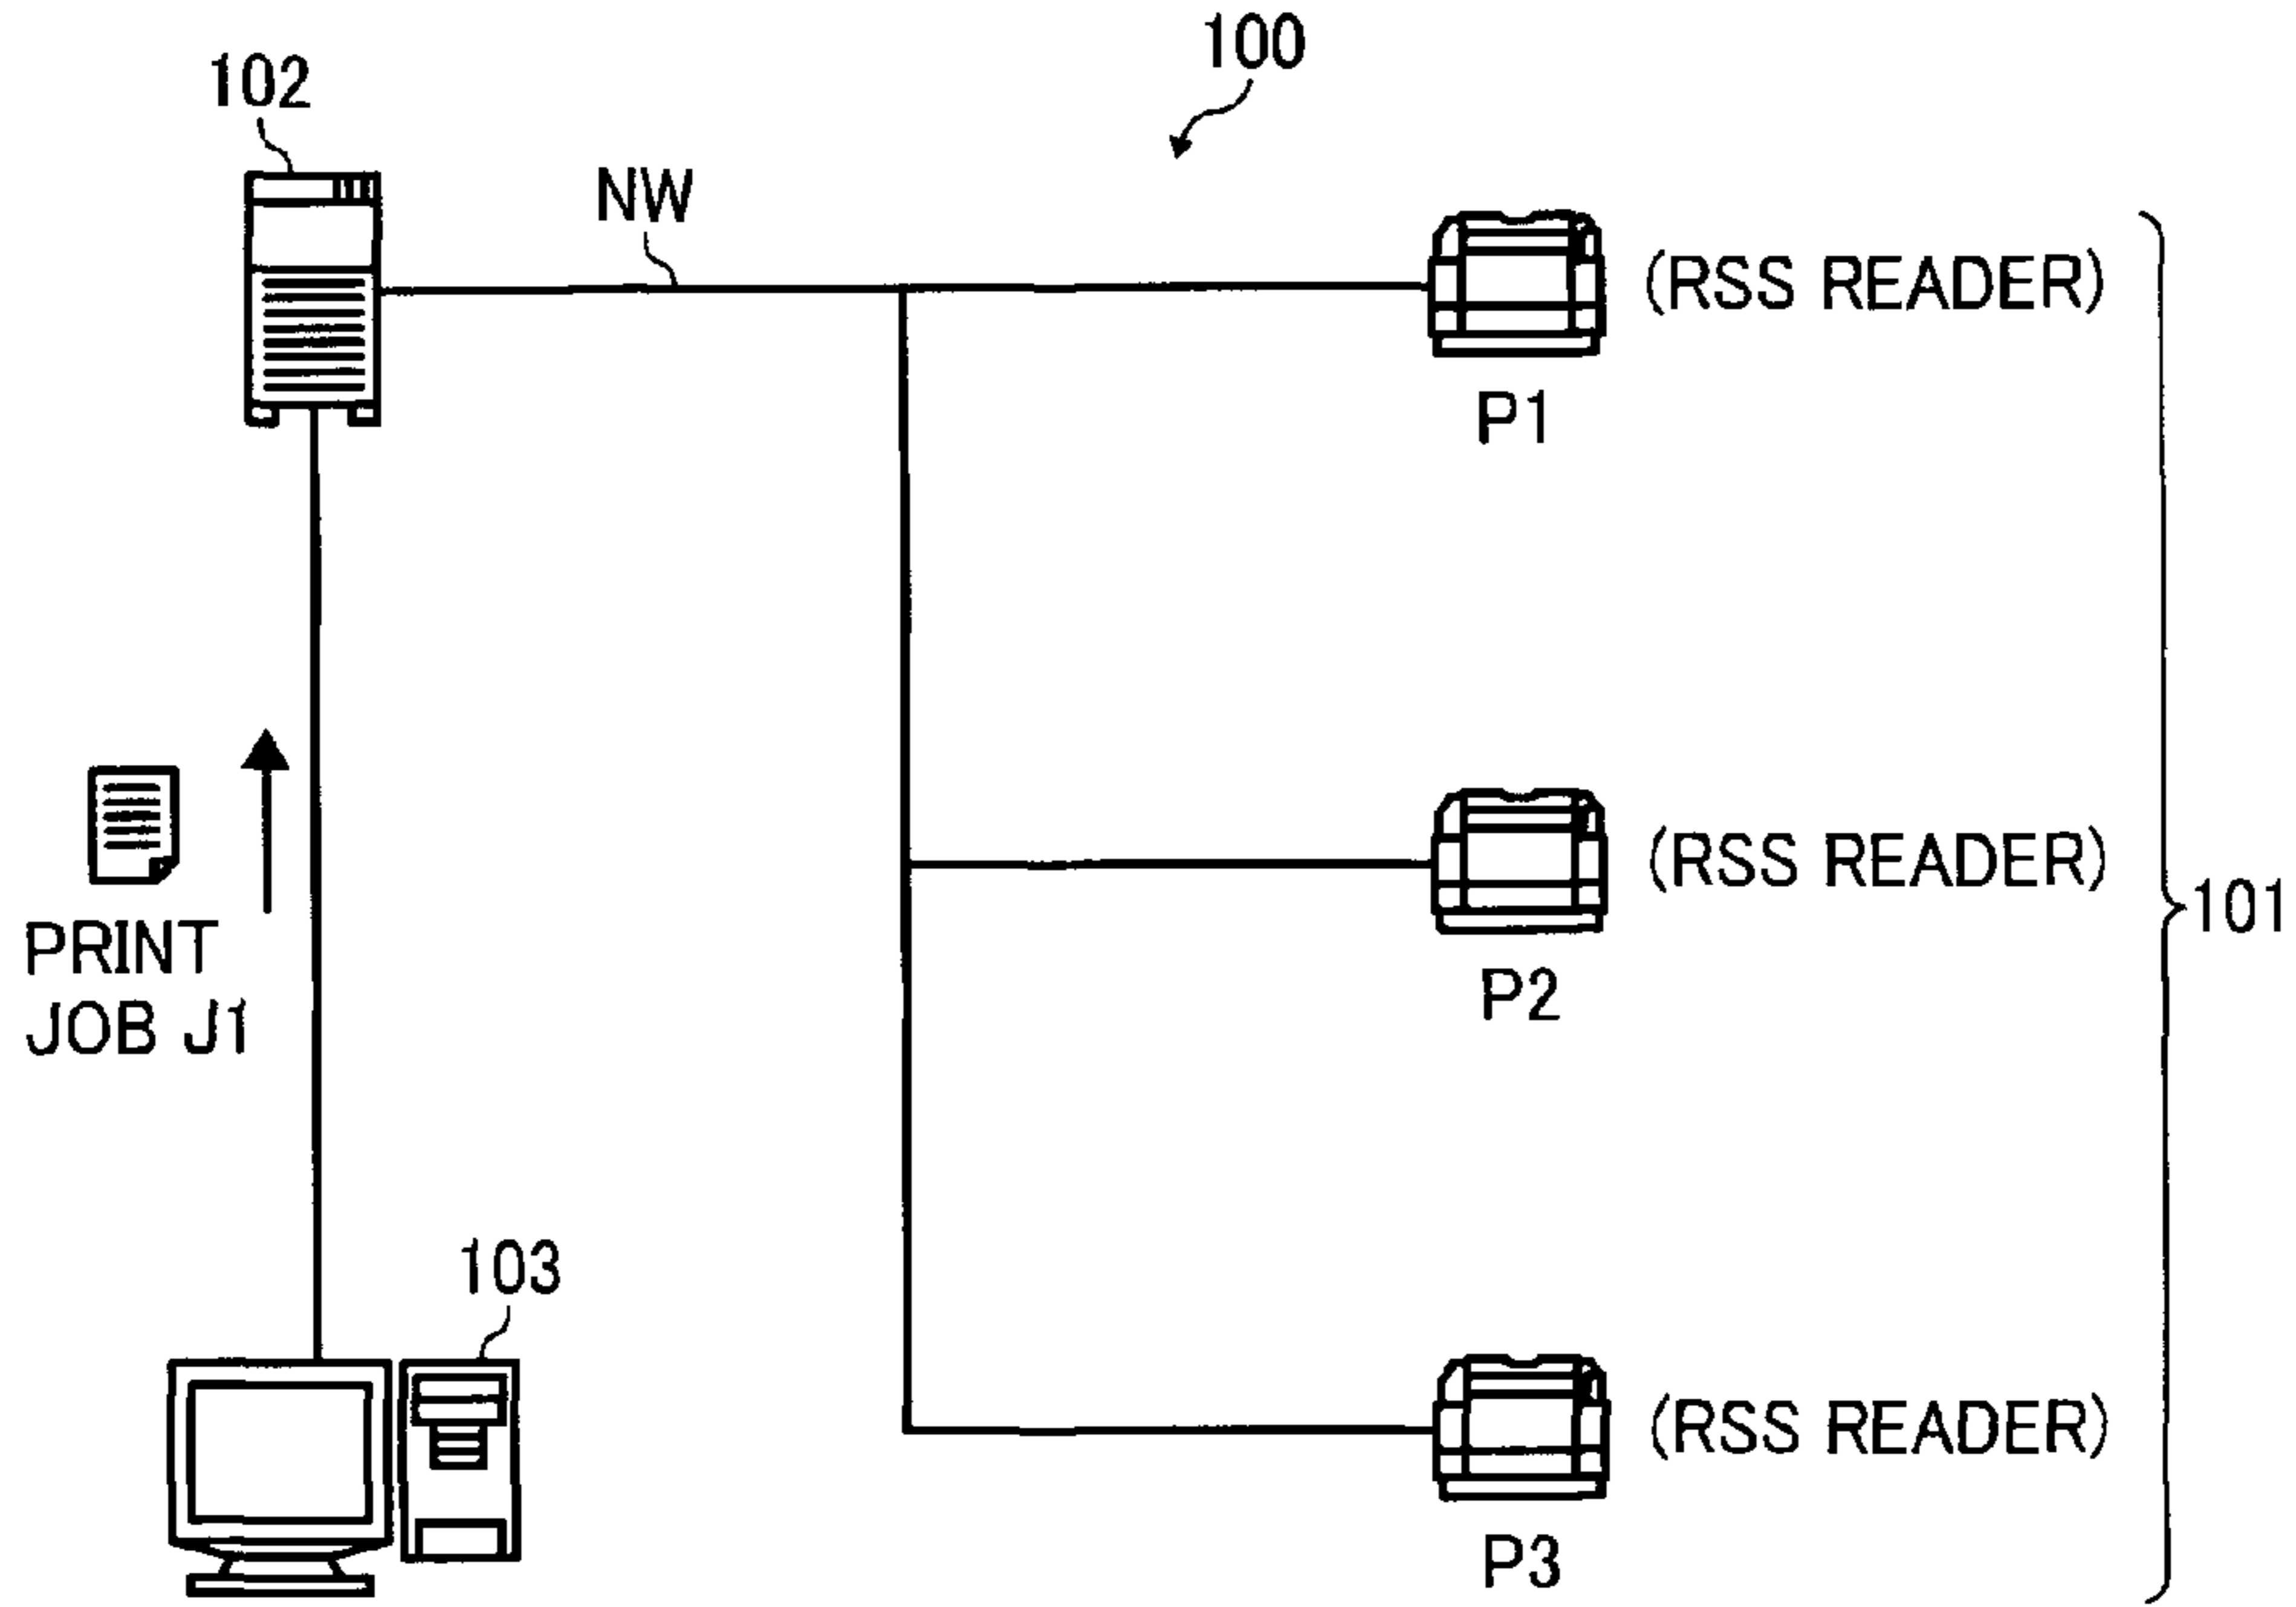 100
102
NW
(RSS READER)
P1
(RSS READER)
101
PRINT
JOB J1
P2
103
(RSS READER)
P3